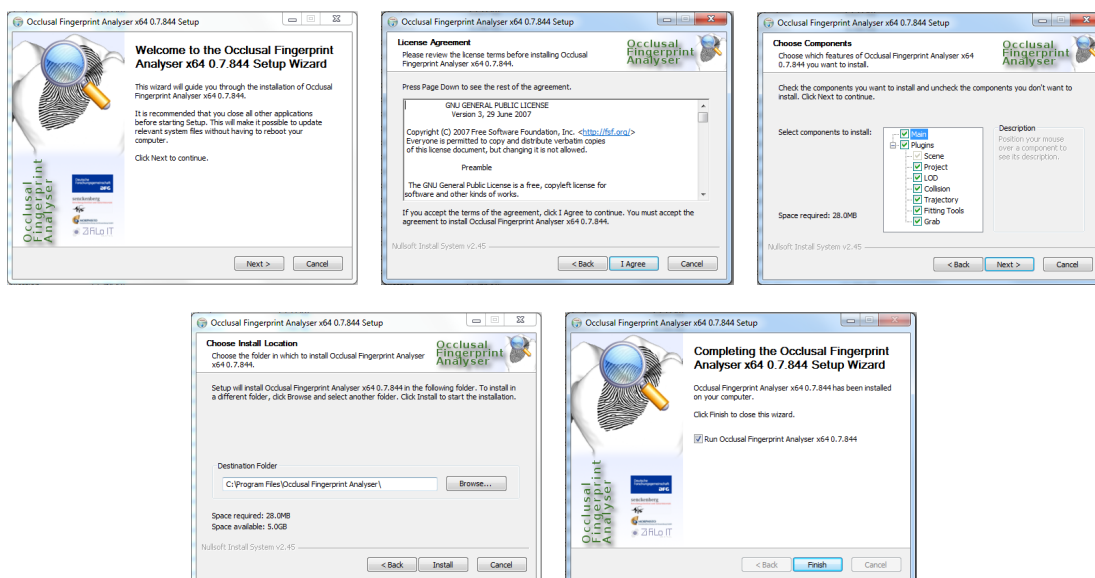 Occlusal Fingerprint Analyser x64 0.7.844 Setup
Welcome to the Occlusal Fingerprint
Analyser x64 0.7.844 Setup Wizard
This wizard will guide you through the installation of Occlusal
Fingerprint Analyser x64 0.7.844.
It is recommended that you close all other applications
before starting Setup. This will make it possible to update
relevant system files without having to reboot your
computer.
Click Next to continue.
Occlusal
Fingerprint
Analyser
DFG
senckenberg
ZiFiLo IT
Next >
Cancel
Occlusal Fingerprint Analyser x64 0.7.844 Setup
License Agreement
Please review the license terms before installing Occlusal
Fingerprint Analyser x64 0.7.844.
Occlusal
Fingerprint
Analyser
Press Page Down to see the rest of the agreement.
GNU GENERAL PUBLIC LICENSE
Version 3, 29 June 2007
Copyright (C) 2007 Free Software Foundation, Inc. <http://fsf.org/>
Everyone is permitted to copy and distribute verbatim copies
of this license document, but changing it is not allowed.
Preamble
The GNU General Public License is a free, copyleft license for
software and other kinds of works.
If you accept the terms of the agreement, click I Agree to continue. You must accept the
agreement to install Occlusal Fingerprint Analyser x64 0.7.844.
Nullsoft Install System v2.45
< Back
I Agree
Cancel
Occlusal Fingerprint Analyser x64 0.7.844 Setup
Choose Components
Choose which features of Occlusal Fingerprint Analyser x64
0.7.844 you want to install.
Occlusal
Fingerprint
Analyser
Check the components you want to install and uncheck the components you don't want to
install. Click Next to continue.
Select components to install:
Main
Plugins
Scene
Project
LOD
Collision
Trajectory
Fitting Tools
Grab
Description
Position your mouse
over a component to
see its description.
Space required: 28.0MB
Nullsoft Install System v2.45
< Back
Next >
Cancel
Occlusal Fingerprint Analyser x64 0.7.844 Setup
Choose Install Location
Choose the folder in which to install Occlusal Fingerprint Analyser
x64 0.7.844.
Occlusal
Fingerprint
Analyser
Setup will install Occlusal Fingerprint Analyser x64 0.7.844 in the following folder. To install in
a different folder, click Browse and select another folder. Click Install to start the installation.
Destination Folder
C:\Program Files\Occlusal Fingerprint Analyser\
Browse...
Space required: 28.0MB
Space available: 5.0GB
Nullsoft Install System v2.45
< Back
Install
Cancel
Occlusal Fingerprint Analyser x64 0.7.844 Setup
Completing the Occlusal Fingerprint
Analyser x64 0.7.844 Setup Wizard
Occlusal Fingerprint Analyser x64 0.7.844 has been installed
on your computer.
Click Finish to close this wizard.
Run Occlusal Fingerprint Analyser x64 0.7.844
Occlusal
Fingerprint
Analyser
DFG
senckenberg
ZiFiLo IT
< Back
Finish
Cancel